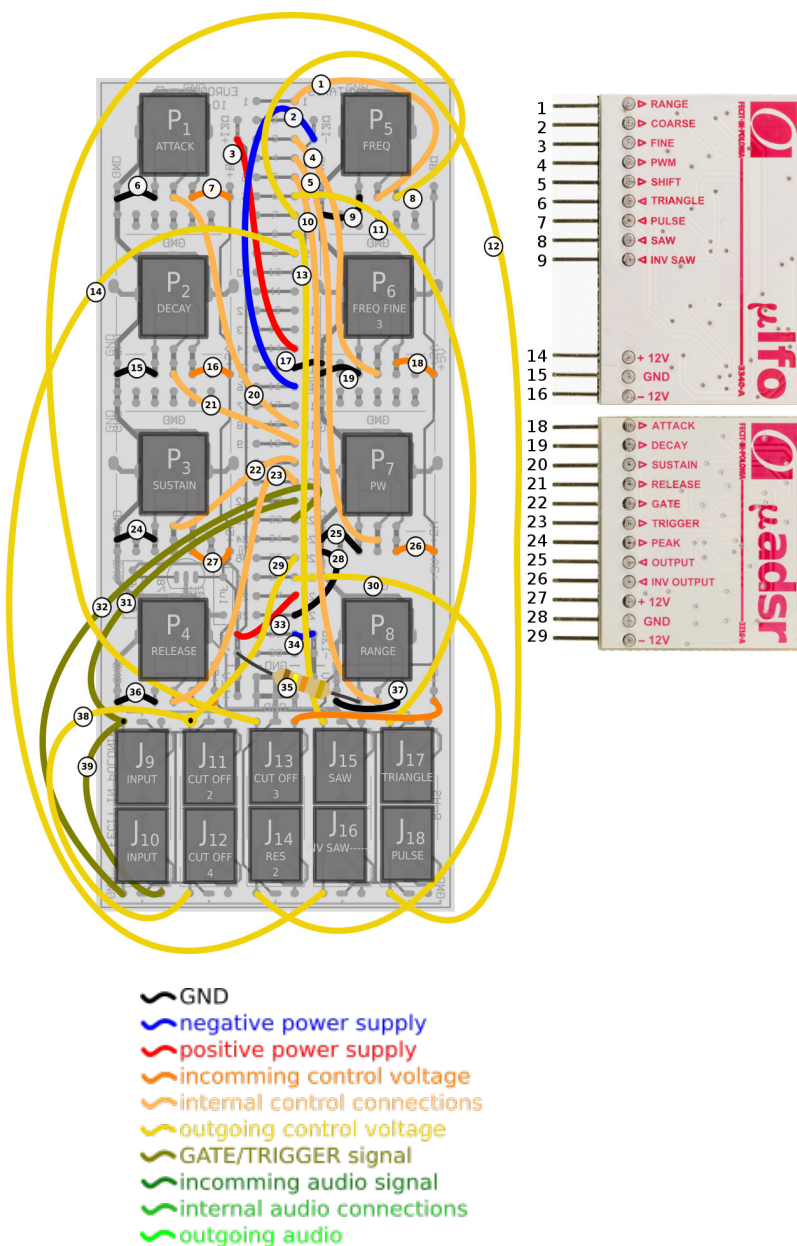 P1
ATTACK
P5
FREQ
P2
DECAY
P6
FREQ FINE
3
P3
SUSTAIN
P7
PW
P4
RELEASE
P8
RANGE
J9
INPUT
J11
CUT OFF
2
J13
CUT OFF
3
J15
SAW
J17
TRIANGLE
J10
INPUT
J12
CUT OFF
4
J14
RES
2
J16
NV SAW-----
J18
PULSE
1
2
3
4
5
6
7
8
9
10
11
12
13
14
15
16
17
18
19
20
21
22
23
24
25
26
27
28
29
30
31
32
33
34
35
36
37
38
39
1 RANGE
2 COARSE
3 FINE
4 PWM
5 SHIFT
6 TRIANGLE
7 PULSE
8 SAW
9 INV SAW
14 + 12V
15 GND
16 – 12V
μlfo
3340-A
18 ATTACK
19 DECAY
20 SUSTAIN
21 RELEASE
22 GATE
23 TRIGGER
24 PEAK
25 OUTPUT
26 INV OUTPUT
27 + 12V
28 GND
29 – 12V
μadsr
3310-A
GND
negative power supply
positive power supply
incomming control voltage
internal control connections
outgoing control voltage
GATE/TRIGGER signal
incomming audio signal
internal audio connections
outgoing audio